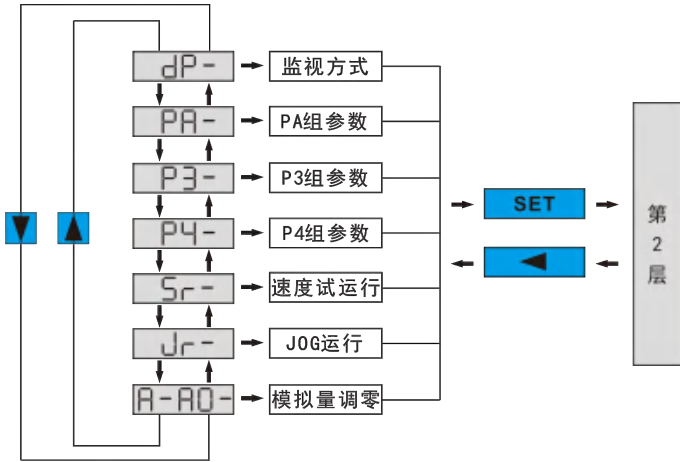 dP-
监视方式
PA-
PA组参数
P3-
P3组参数
P4-
P4组参数
Sr-
速度试运行
Jr-
JOG运行
A-A0-
模拟量调零
SET
第
2
层